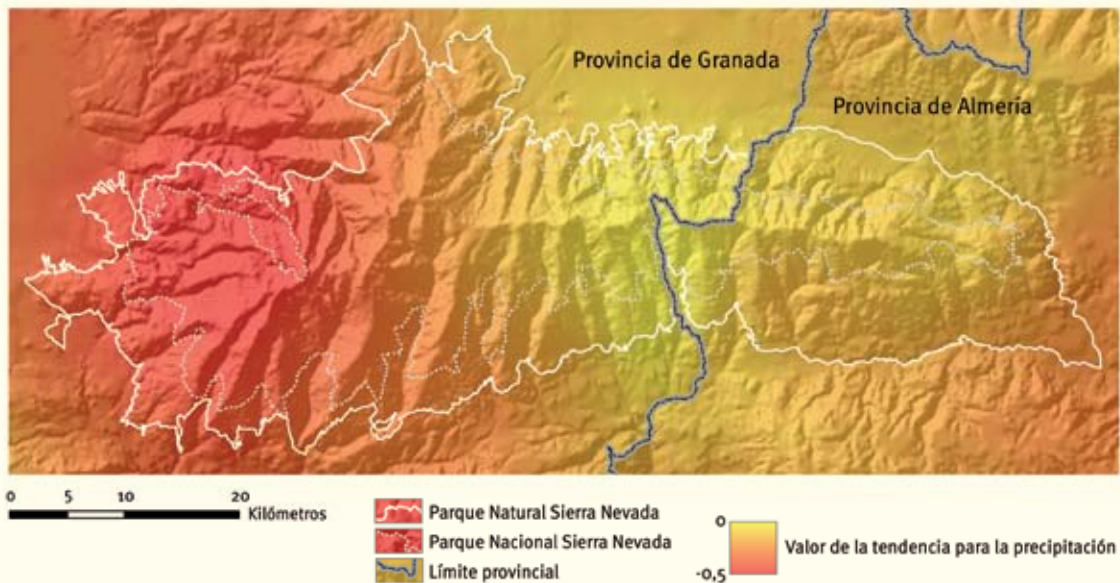 Provincia de Granada
Provincia de Almería
0 5 10 20 Kilómetros
Parque Natural Sierra Nevada
Parque Nacional Sierra Nevada
Límite provincial
0
-0,5
Valor de la tendencia para la precipitación